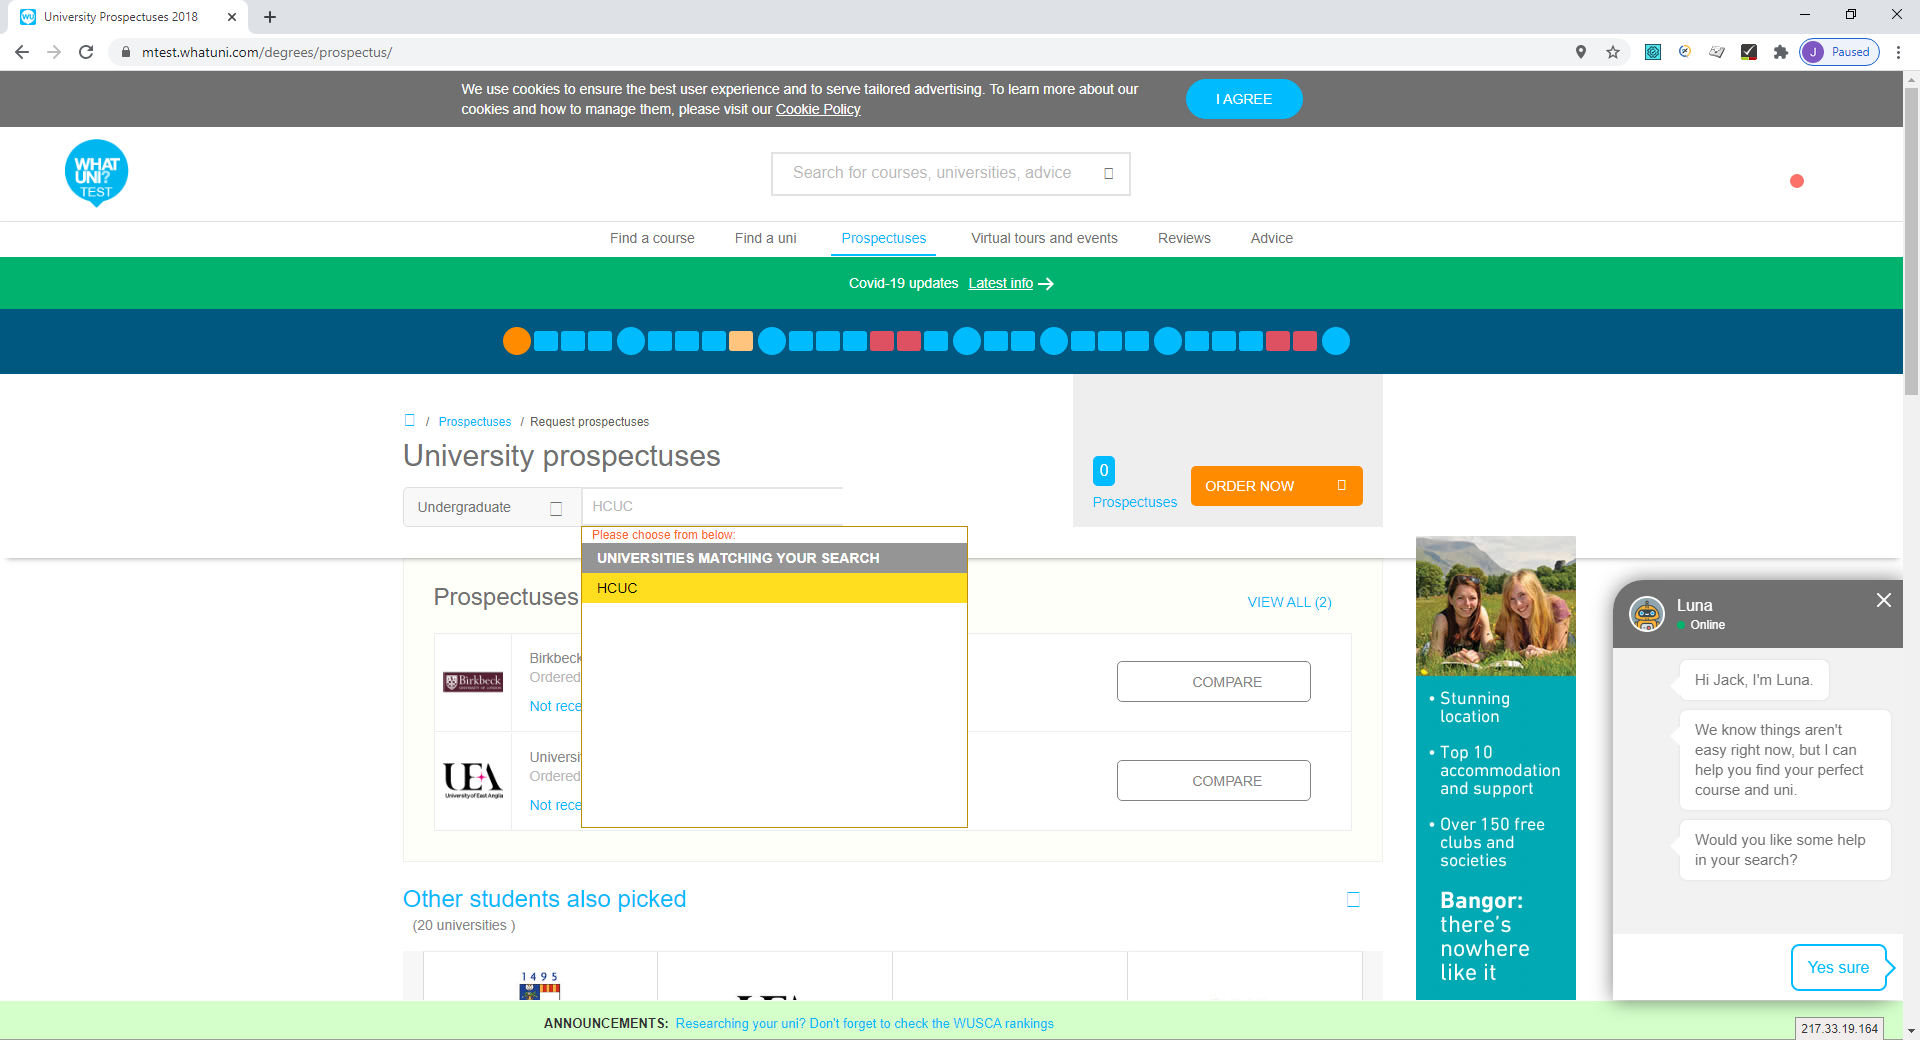 University Prospectuses 2018
mtest.whatuni.com/degrees/prospectus/
J Paused
We use cookies to ensure the best user experience and to serve tailored advertising. To learn more about our
cookies and how to manage them, please visit our Cookie Policy
I AGREE
WHAT
UNI?
TEST
Search for courses, universities, advice
Find a course
Find a uni
Prospectuses
Virtual tours and events
Reviews
Advice
Covid-19 updates Latest info
/ Prospectuses / Request prospectuses
University prospectuses
Undergraduate
HCUC
0
Prospectuses
ORDER NOW
Please choose from below:
UNIVERSITIES MATCHING YOUR SEARCH
HCUC
Prospectuses
VIEW ALL (2)
Birkbeck
UNIVERSITY OF LONDON
Birkbeck
Ordered
Not rece
COMPARE
UEA
University of East Anglia
Universi
Ordered
Not rece
COMPARE
Other students also picked
(20 universities )
1495
UEA
• Stunning
location
• Top 10
accommodation
and support
• Over 150 free
clubs and
societies
Bangor:
there's
nowhere
like it
Luna
Online
Hi Jack, I'm Luna.
We know things aren't
easy right now, but I can
help you find your perfect
course and uni.
Would you like some help
in your search?
Yes sure
ANNOUNCEMENTS: Researching your uni? Don't forget to check the WUSCA rankings
217.33.19.164